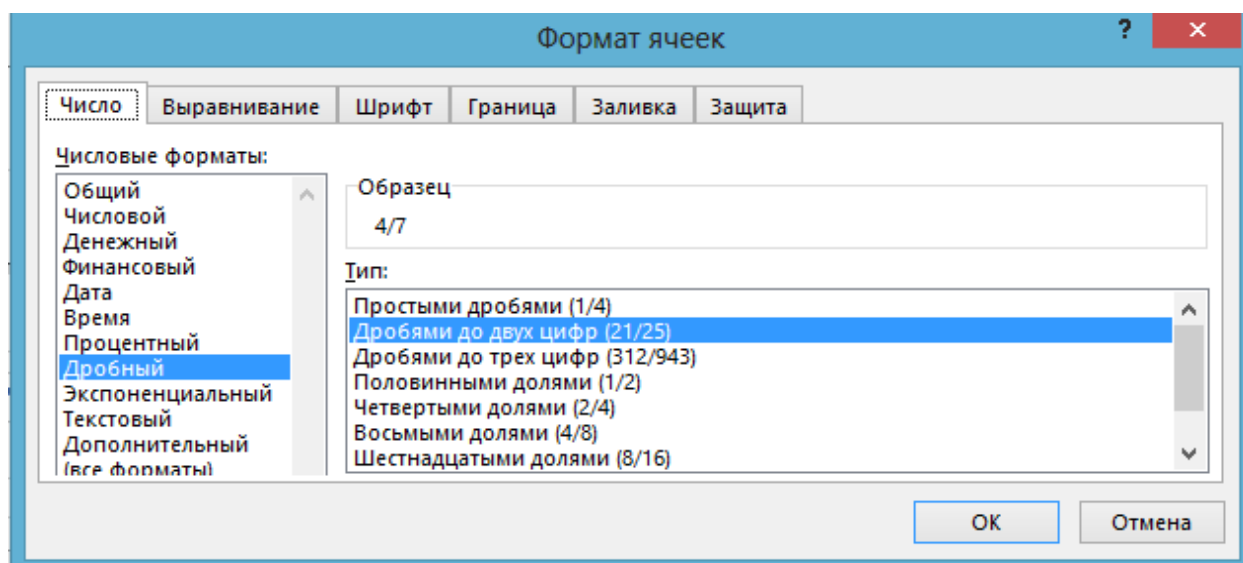 Формат ячеек
?
Число Выравнивание Шрифт Граница Заливка Защита
Числовые форматы:
Общий
Числовой
Денежный
Финансовый
Дата
Время
Процентный
Дробный
Экспоненциальный
Текстовый
Дополнительный
(все форматы)
Образец
4/7
Тип:
Простыми дробями (1/4)
Дробями до двух цифр (21/25)
Дробями до трех цифр (312/943)
Половинными долями (1/2)
Четвертыми долями (2/4)
Восьмыми долями (4/8)
Шестнадцатыми долями (8/16)
ОК Отмена